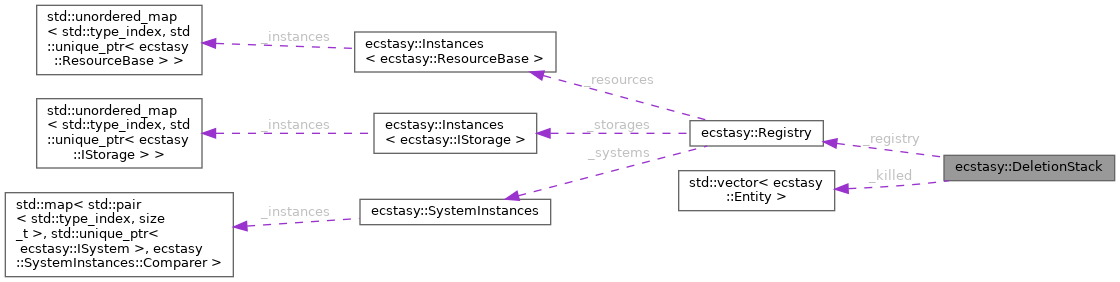 std::unordered_map
< std::type_index, std
::unique_ptr< ecstasy
::ResourceBase > >
_instances
ecstasy::Instances
< ecstasy::ResourceBase >
_resources
std::unordered_map
< std::type_index, std
::unique_ptr< ecstasy
::IStorage > >
_instances
ecstasy::Instances
< ecstasy::IStorage >
_storages
ecstasy::Registry
_registry
ecstasy::DeletionStack
_systems
std::vector< ecstasy
::Entity >
_killed
std::map< std::pair
< std::type_index, size
_t >, std::unique_ptr<
ecstasy::ISystem >, ecstasy
::SystemInstances::Comparer >
_instances
ecstasy::SystemInstances